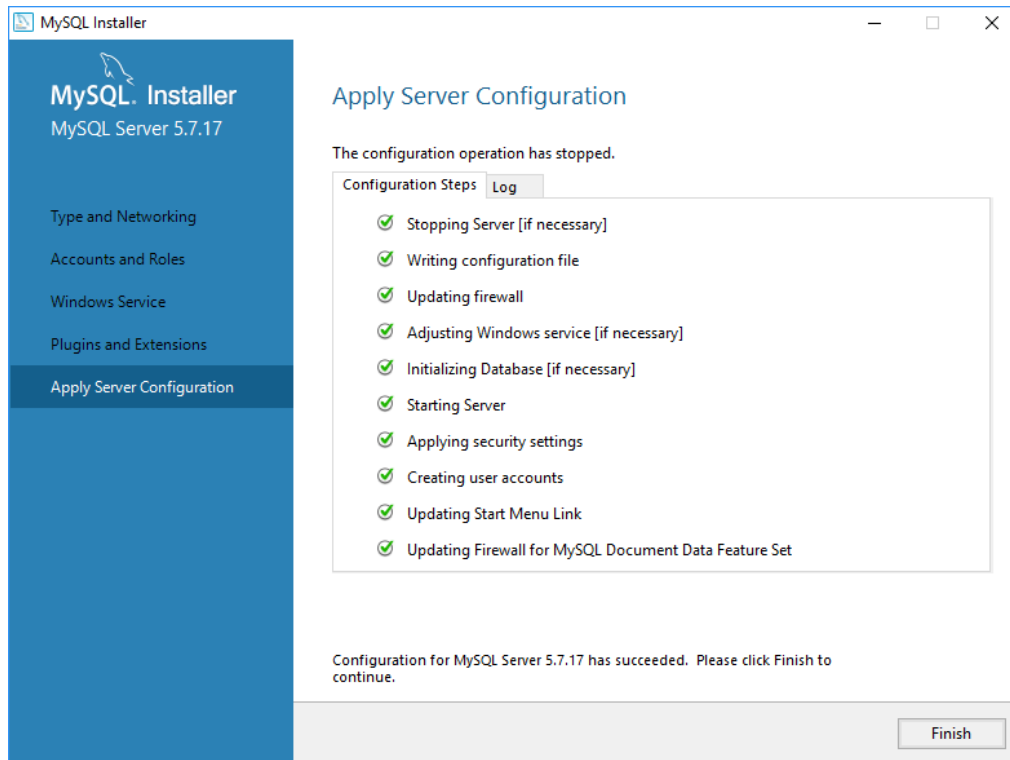 MySQL Installer
MySQL. Installer
MySQL Server 5.7.17
Type and Networking
Accounts and Roles
Windows Service
Plugins and Extensions
Apply Server Configuration
Apply Server Configuration
The configuration operation has stopped.
Configuration Steps Log
Stopping Server [if necessary]
Writing configuration file
Updating firewall
Adjusting Windows service [if necessary]
Initializing Database [if necessary]
Starting Server
Applying security settings
Creating user accounts
Updating Start Menu Link
Updating Firewall for MySQL Document Data Feature Set
Configuration for MySQL Server 5.7.17 has succeeded. Please click Finish to
continue.
Finish